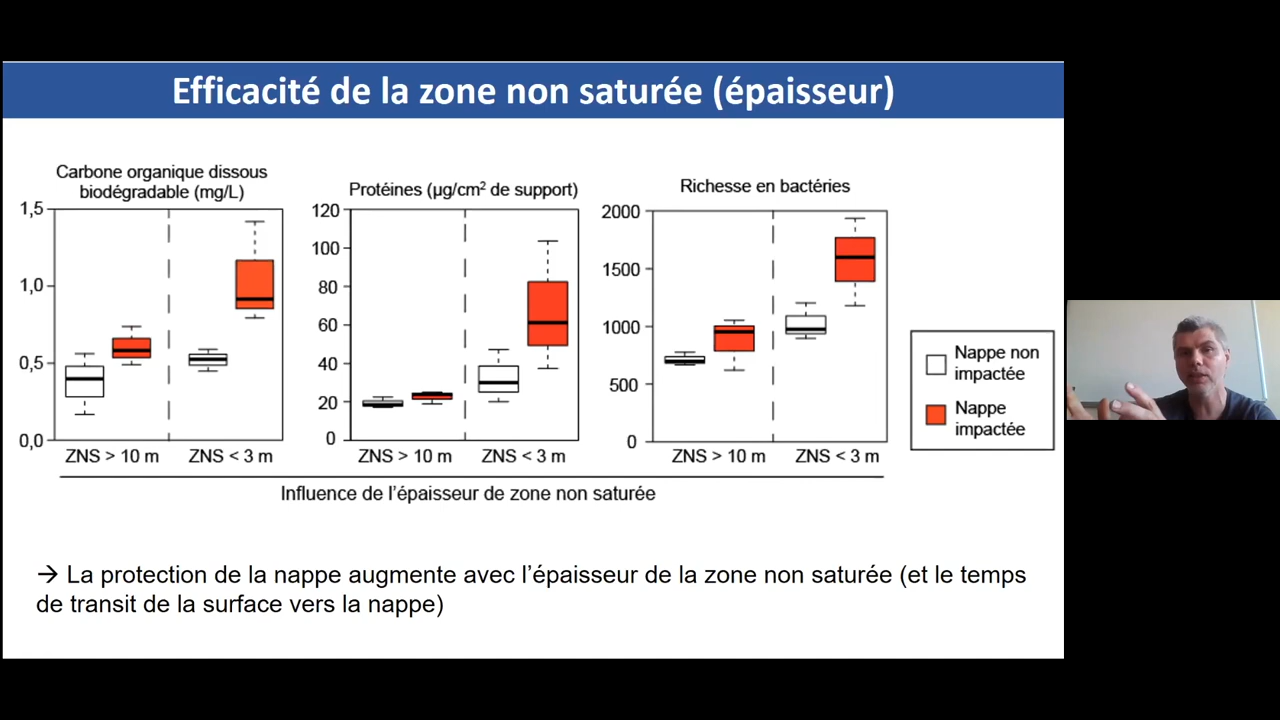 Efficacité de la zone non saturée (épaisseur)
Carbone organique dissous
biodégradable (mg/L)
1,5
1,0
0,5
0,0
ZNS > 10 m
ZNS < 3 m
Protéines (µg/cm² de support)
120
100
80
60
40
20
0
ZNS > 10 m
ZNS < 3 m
Richesse en bactéries
2000
1500
1000
500
0
ZNS > 10 m
ZNS < 3 m
Nappe non
impactée
Nappe
impactée
Influence de l’épaisseur de zone non saturée
→ La protection de la nappe augmente avec l’épaisseur de la zone non saturée (et le temps
de transit de la surface vers la nappe)